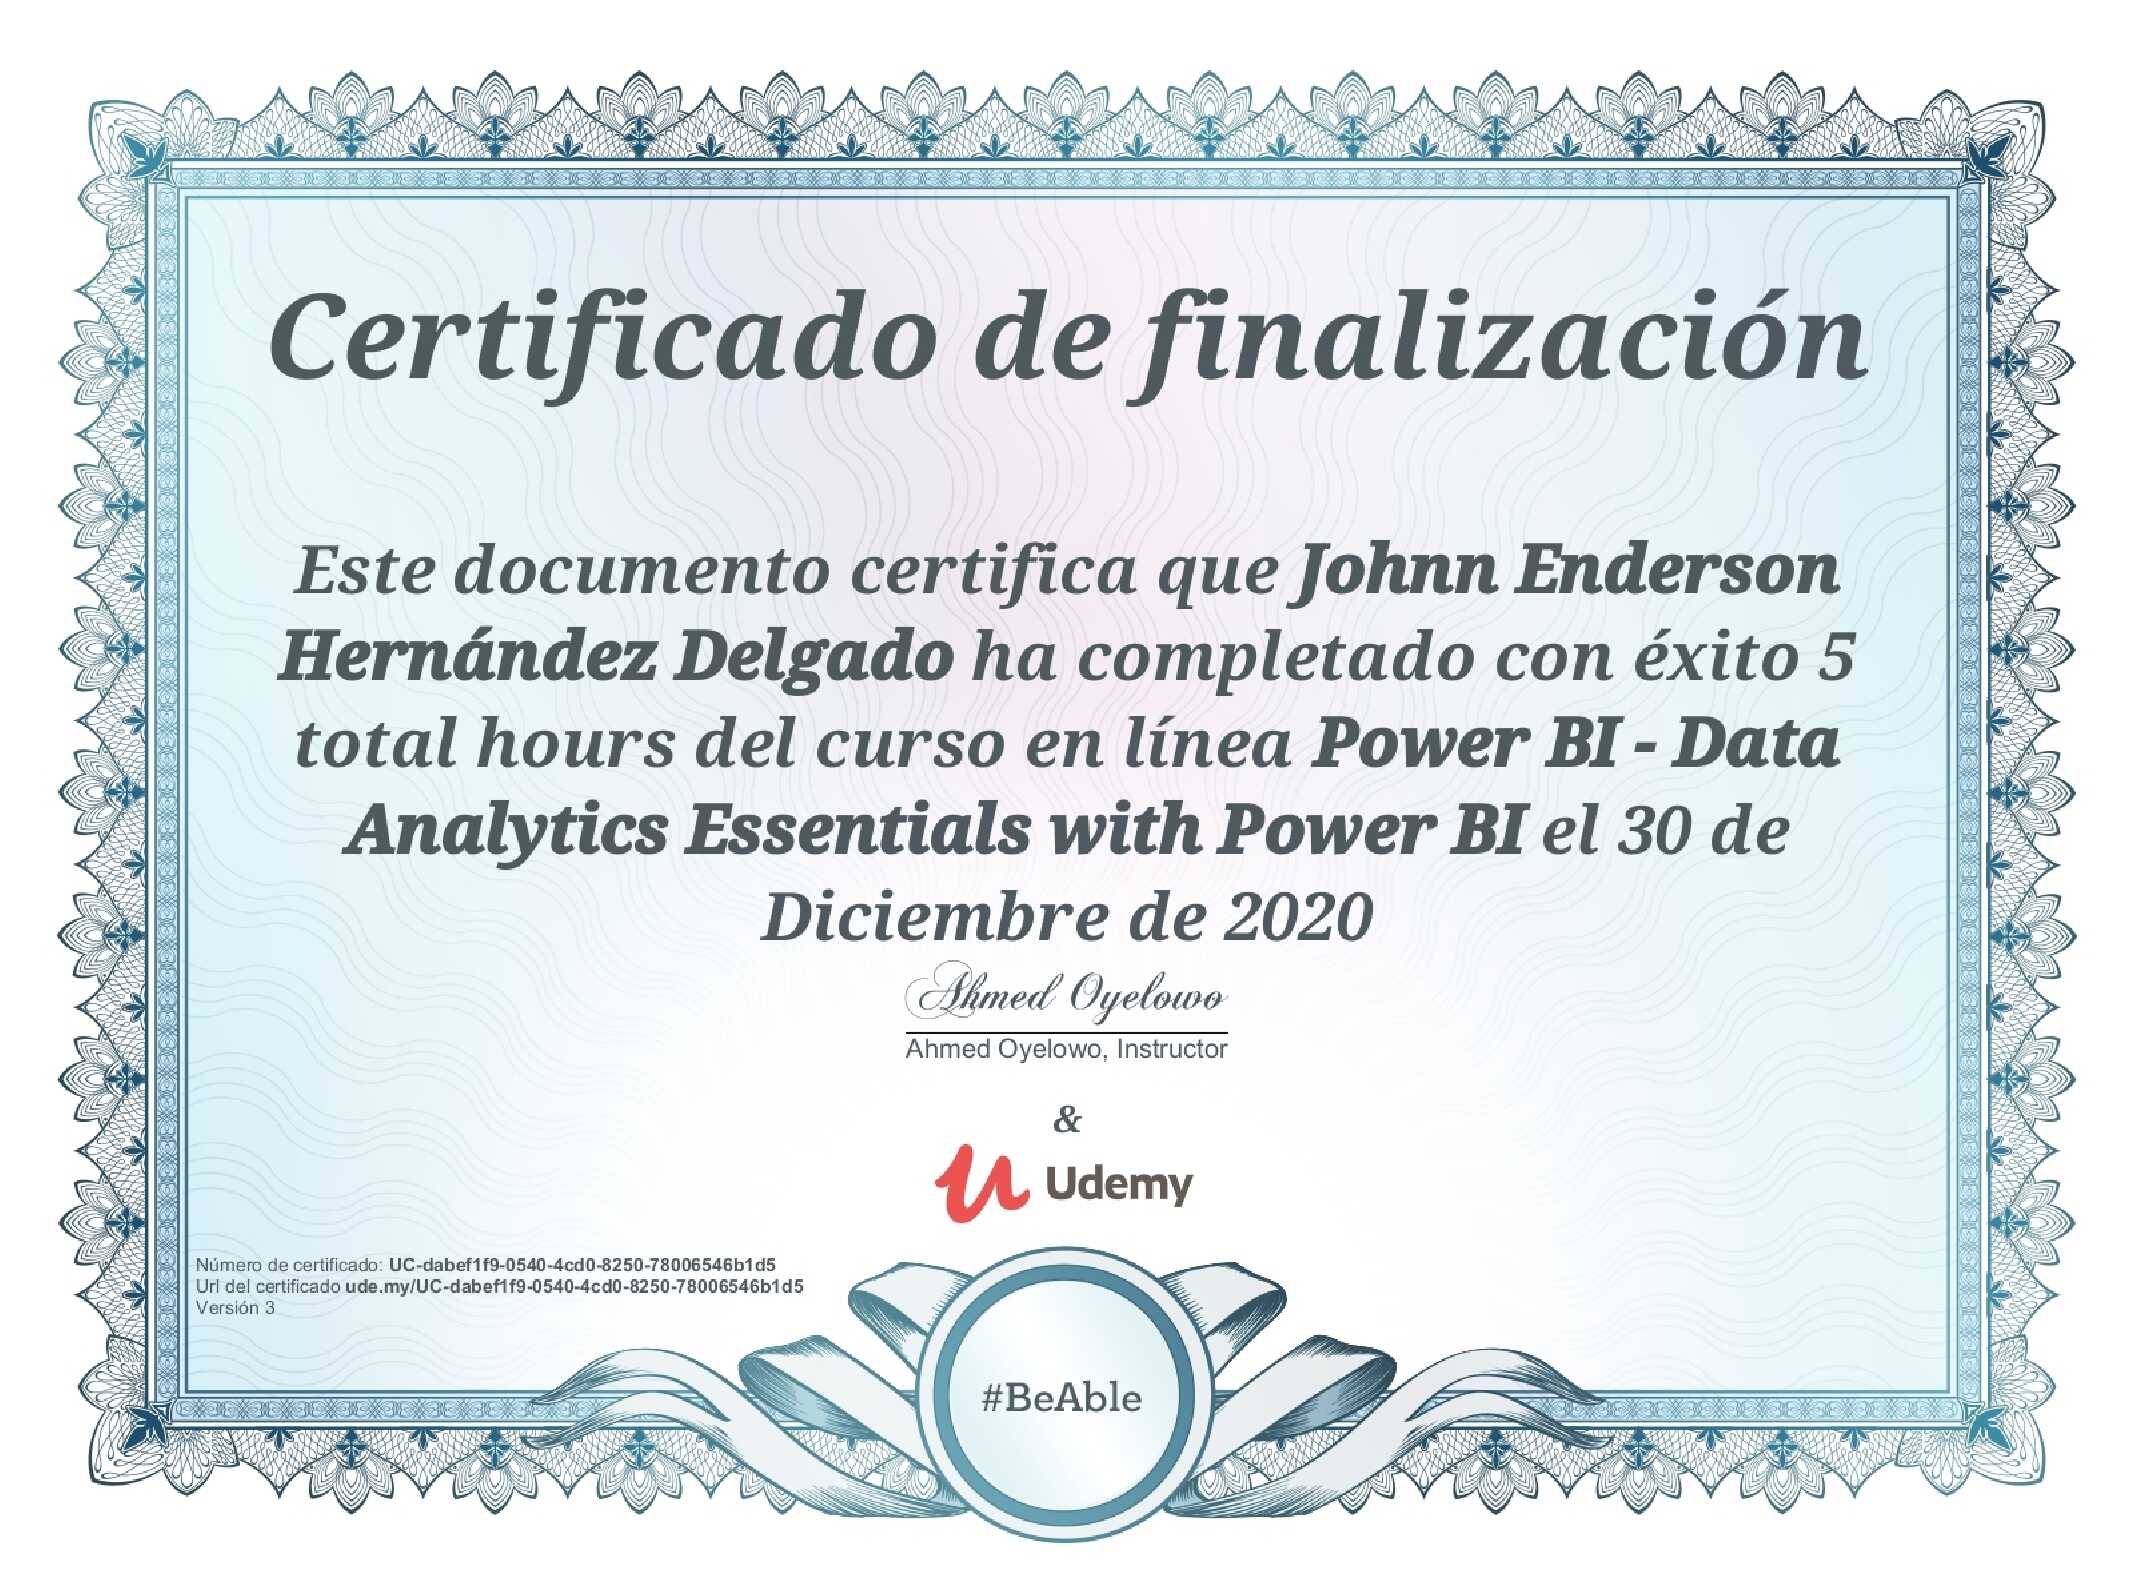 Certificado de finalización
Este documento certifica que Johnn Enderson
Hernández Delgado ha completado con éxito 5
total hours del curso en línea Power BI - Data
Analytics Essentials with Power BI el 30 de
Diciembre de 2020
Ahmed Oyelowo
Ahmed Oyelowo, Instructor
&
Udemy
Número de certificado: UC-dabef1f9-0540-4cd0-8250-78006546b1d5
Url del certificado ude.my/UC-dabef1f9-0540-4cd0-8250-78006546b1d5
Versión 3
#BeAble